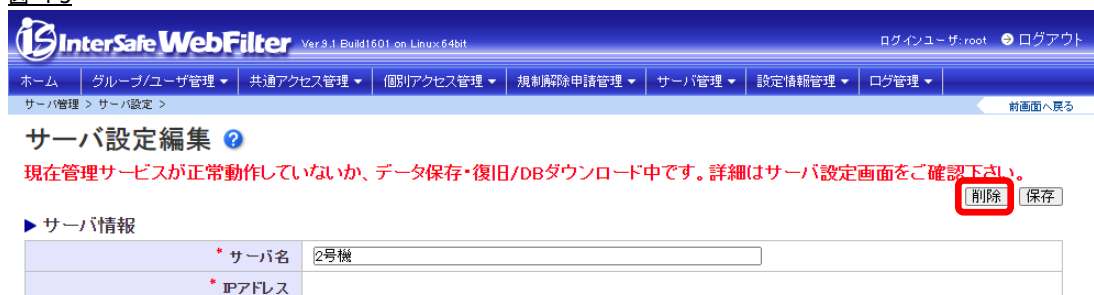 InterSafe WebFilter Ver.9.1 Build1601 on Linux64bit ログインユーザ:root ログアウト
ホーム グループ/ユーザ管理 共通アクセス管理 個別アクセス管理 規制解除申請管理 サーバ管理 設定情報管理 ログ管理
サーバ管理 > サーバ設定 > 前画面へ戻る
サーバ設定編集 ?
現在管理サービスが正常動作していないか、データ保存・復旧/DBダウンロード中です。詳細はサーバ設定画面をご確認下さい。
削除 保存
サーバ情報
* サーバ名 2号機
* IPアドレス